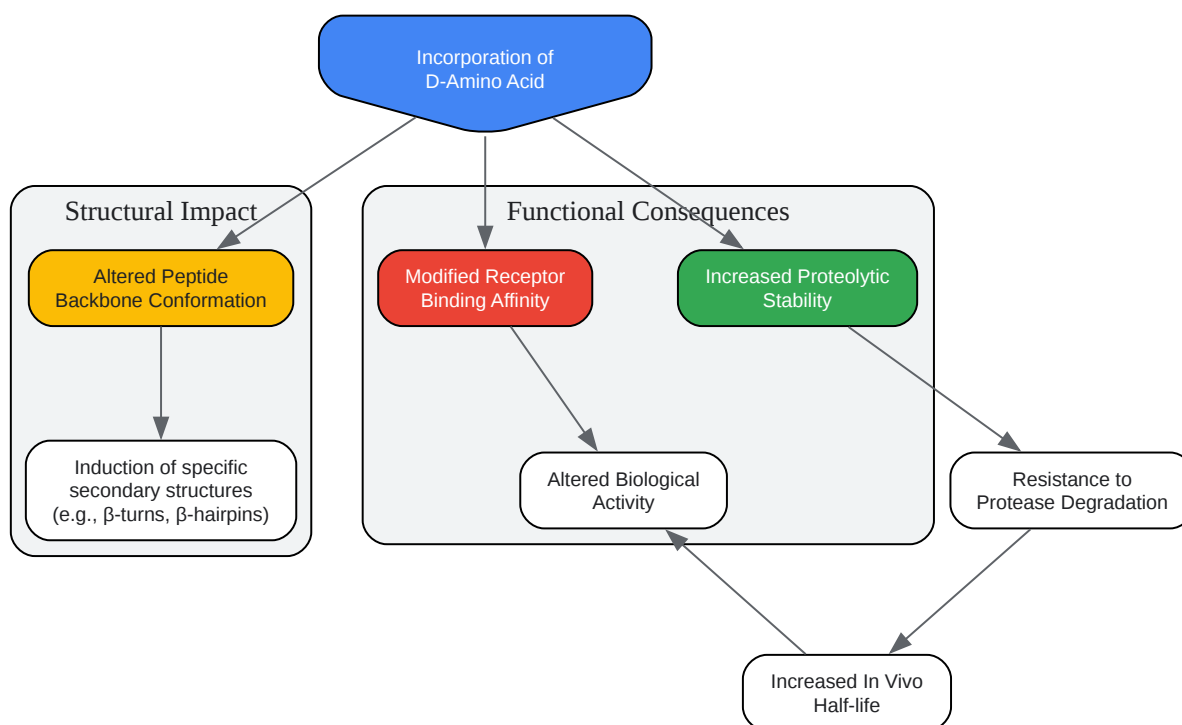 Incorporation of
D-Amino Acid
Structural Impact
Functional Consequences
Altered Peptide
Backbone Conformation
Modified Receptor
Binding Affinity
Increased Proteolytic
Stability
Induction of specific
secondary structures
(e.g., β-turns, β-hairpins)
Altered Biological
Activity
Resistance to
Protease Degradation
Increased In Vivo
Half-life